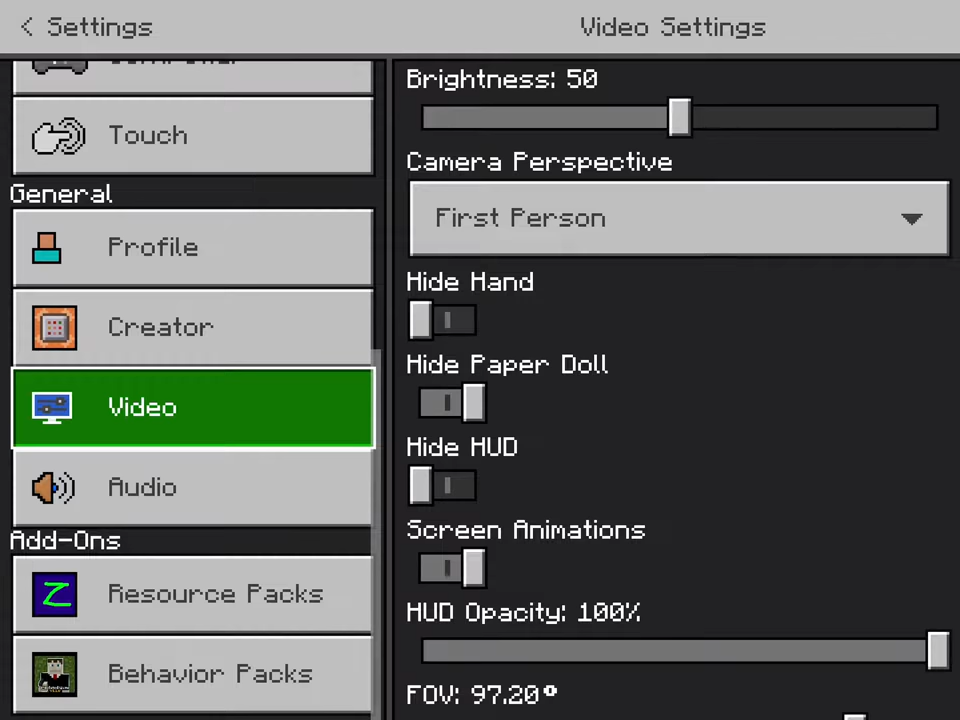 < Settings
Video Settings
Touch
General
Profile
Creator
Video
Audio
Add-Ons
Resource Packs
Behavior Packs
Brightness: 50
Camera Perspective
First Person
Hide Hand
Hide Paper Doll
Hide HUD
Screen Animations
HUD Opacity: 100%
FOV: 97.20°